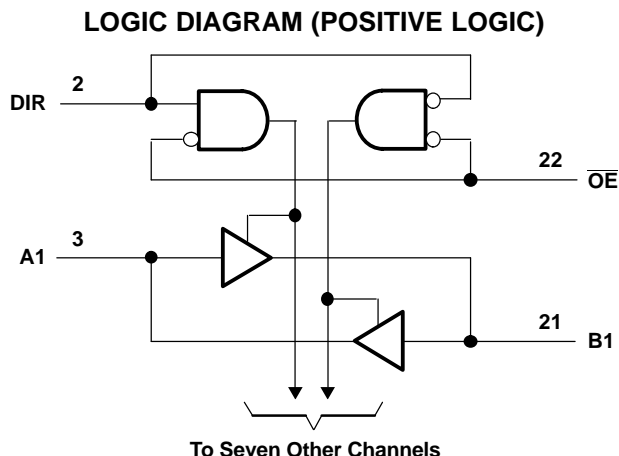 LOGIC DIAGRAM (POSITIVE LOGIC)
2
DIR
22
OE
3
A1
21
B1
To Seven Other Channels